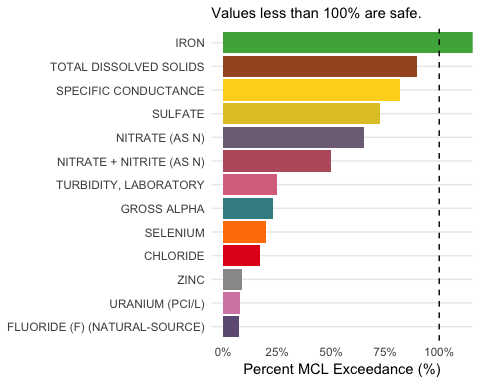 Values less than 100% are safe.
IRON
TOTAL DISSOLVED SOLIDS
SPECIFIC CONDUCTANCE
SULFATE
NITRATE (AS N)
NITRATE + NITRITE (AS N)
TURBIDITY, LABORATORY
GROSS ALPHA
SELENIUM
CHLORIDE
ZINC
URANIUM (PCI/L)
FLUORIDE (F) (NATURAL-SOURCE)
0% 25% 50% 75% 100%
Percent MCL Exceedance (%)